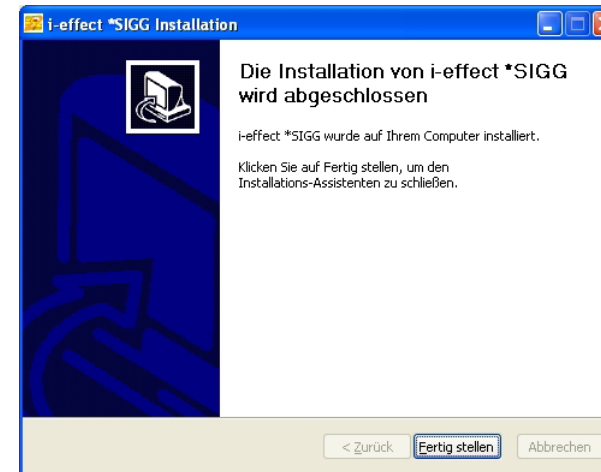 i-effect *SIGG Installation
Die Installation von i-effect *SIGG
wird abgeschlossen
i-effect *SIGG wurde auf Ihrem Computer installiert.
Klicken Sie auf Fertig stellen, um den
Installations-Assistenten zu schließen.
< Zurück Fertig stellen Abbrechen